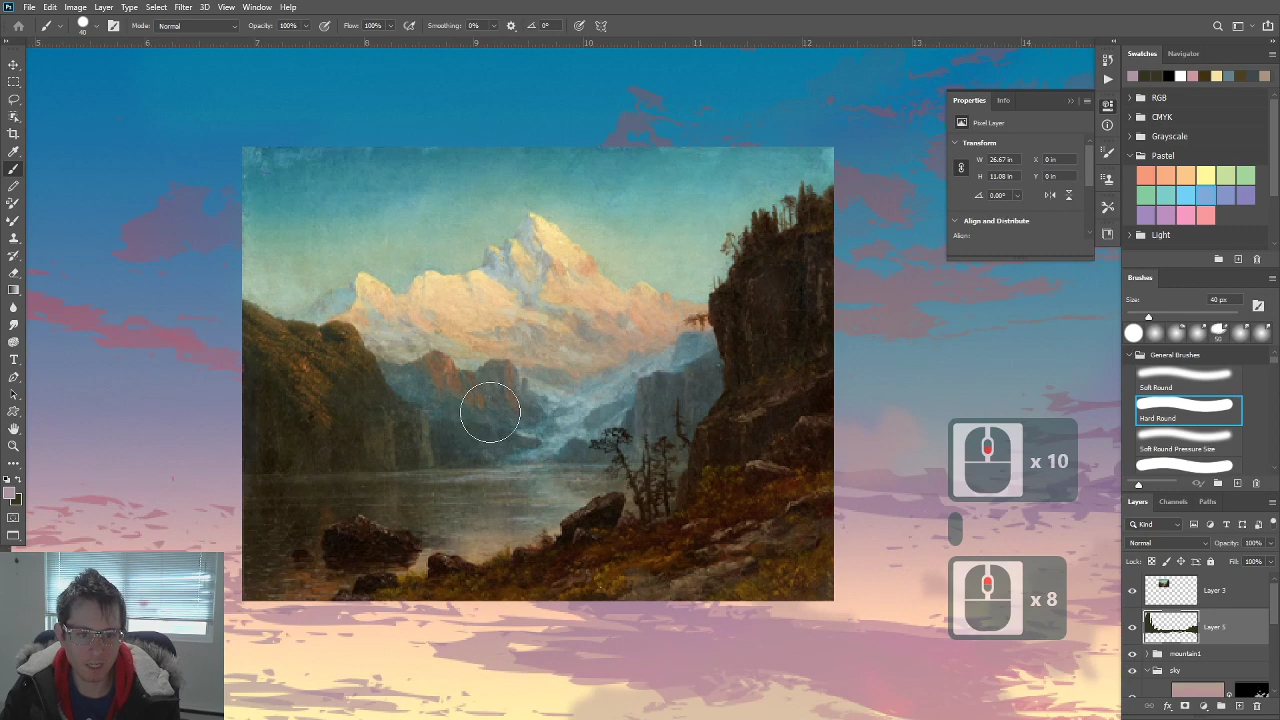 Ps File Edit Image Layer Type Select Filter 3D View Window Help
40 Mode: Normal Opacity: 100% Flow: 100% Smoothing: 0% 0°
5 6 7 8 9 10 11 12 13 14
Swatches Navigator
RGB
CMYK
Grayscale
Pastel
Light
Properties Info
Pixel Layer
Transform
W 26.67 in X 0 in
H 11.08 in Y 0 in
0.00°
Align and Distribute
Align:
Brushes
Size: 40 px
50
General Brushes
Soft Round
Hard Round
Soft Round Pressure Size
x 10
x 8
Layers Channels Paths
Kind
Normal Opacity: 100%
Lock: Fill: 100%
Layer 3
Layer 5
mountain1
sky